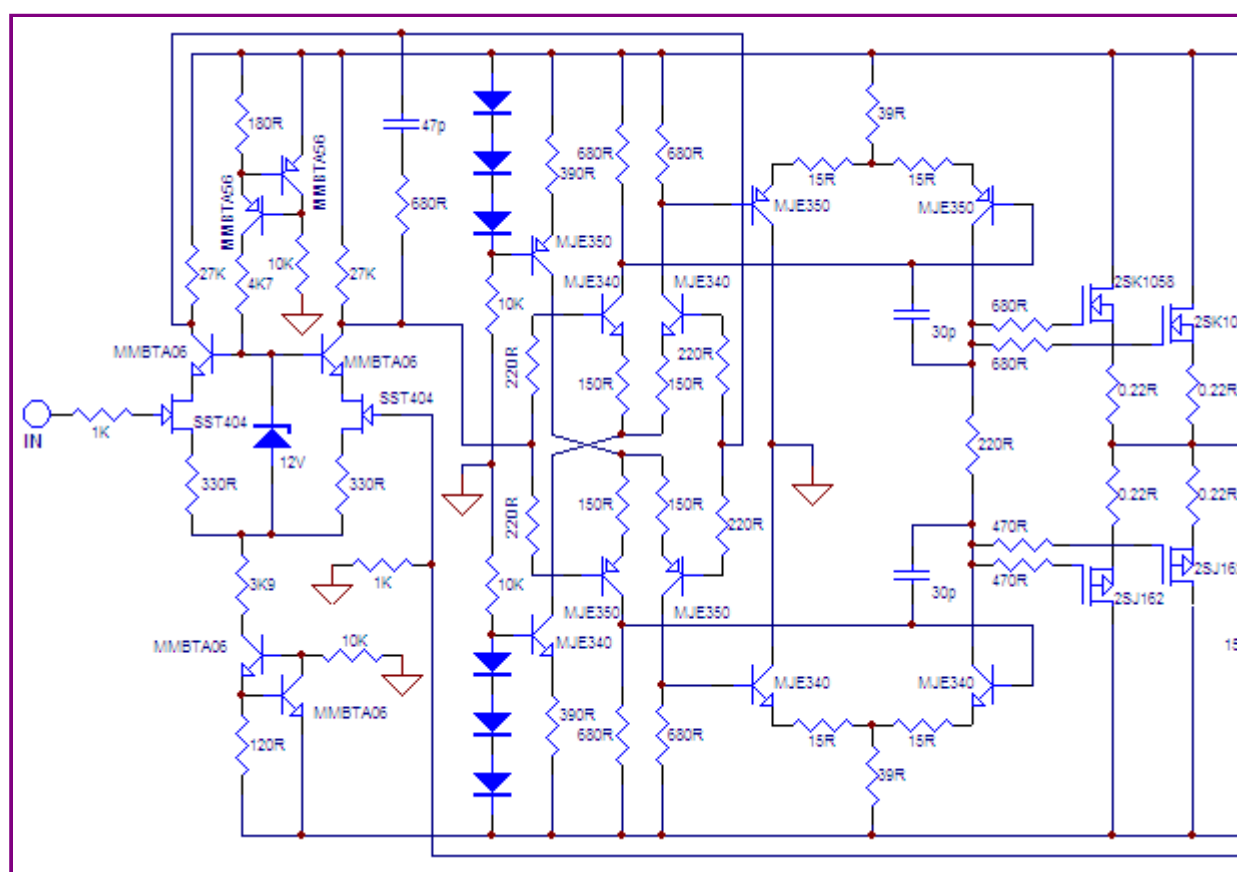 39R
180R
47p
MMBTA56
MMBTA56
680R
390R
680R
680R
15R
15R
MJE350
MJE350
27K
4K7
10K
27K
680R
MJE350
10K
MJE340
MJE340
2SK1058
MMBTA06
MMBTA06
220R
220R
30p
680R
680R
SST404
SST404
150R
150R
0.22R
0.22R
IN
1K
12V
330R
330R
220R
150R
150R
220R
220R
0.22R
0.22R
470R
470R
3K9
1K
10K
30p
2SJ162
MJE350
MJE350
MJE340
MMBTA06
10K
MMBTA06
MJE340
MJE340
120R
390R
680R
680R
15R
15R
39R